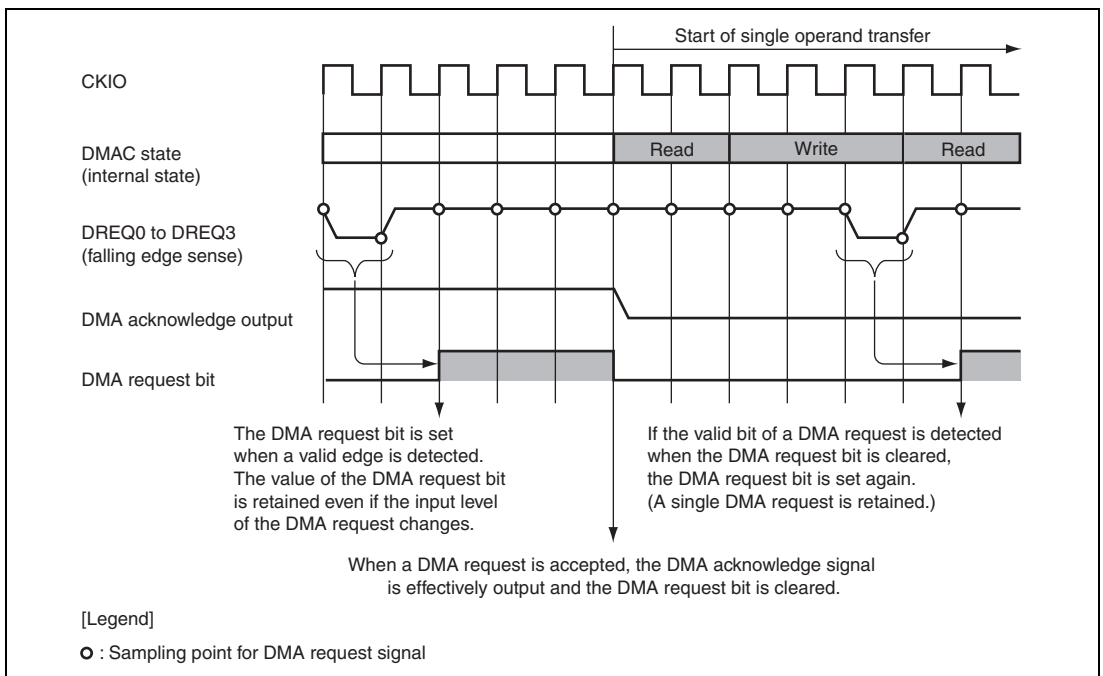 Start of single operand transfer
CKIO
DMAC state
(internal state)
Read
Write
Read
DREQ0 to DREQ3
(falling edge sense)
DMA acknowledge output
DMA request bit
The DMA request bit is set
when a valid edge is detected.
The value of the DMA request bit
is retained even if the input level
of the DMA request changes.
If the valid bit of a DMA request is detected
when the DMA request bit is cleared,
the DMA request bit is set again.
(A single DMA request is retained.)
When a DMA request is accepted, the DMA acknowledge signal
is effectively output and the DMA request bit is cleared.
[Legend]
: Sampling point for DMA request signal